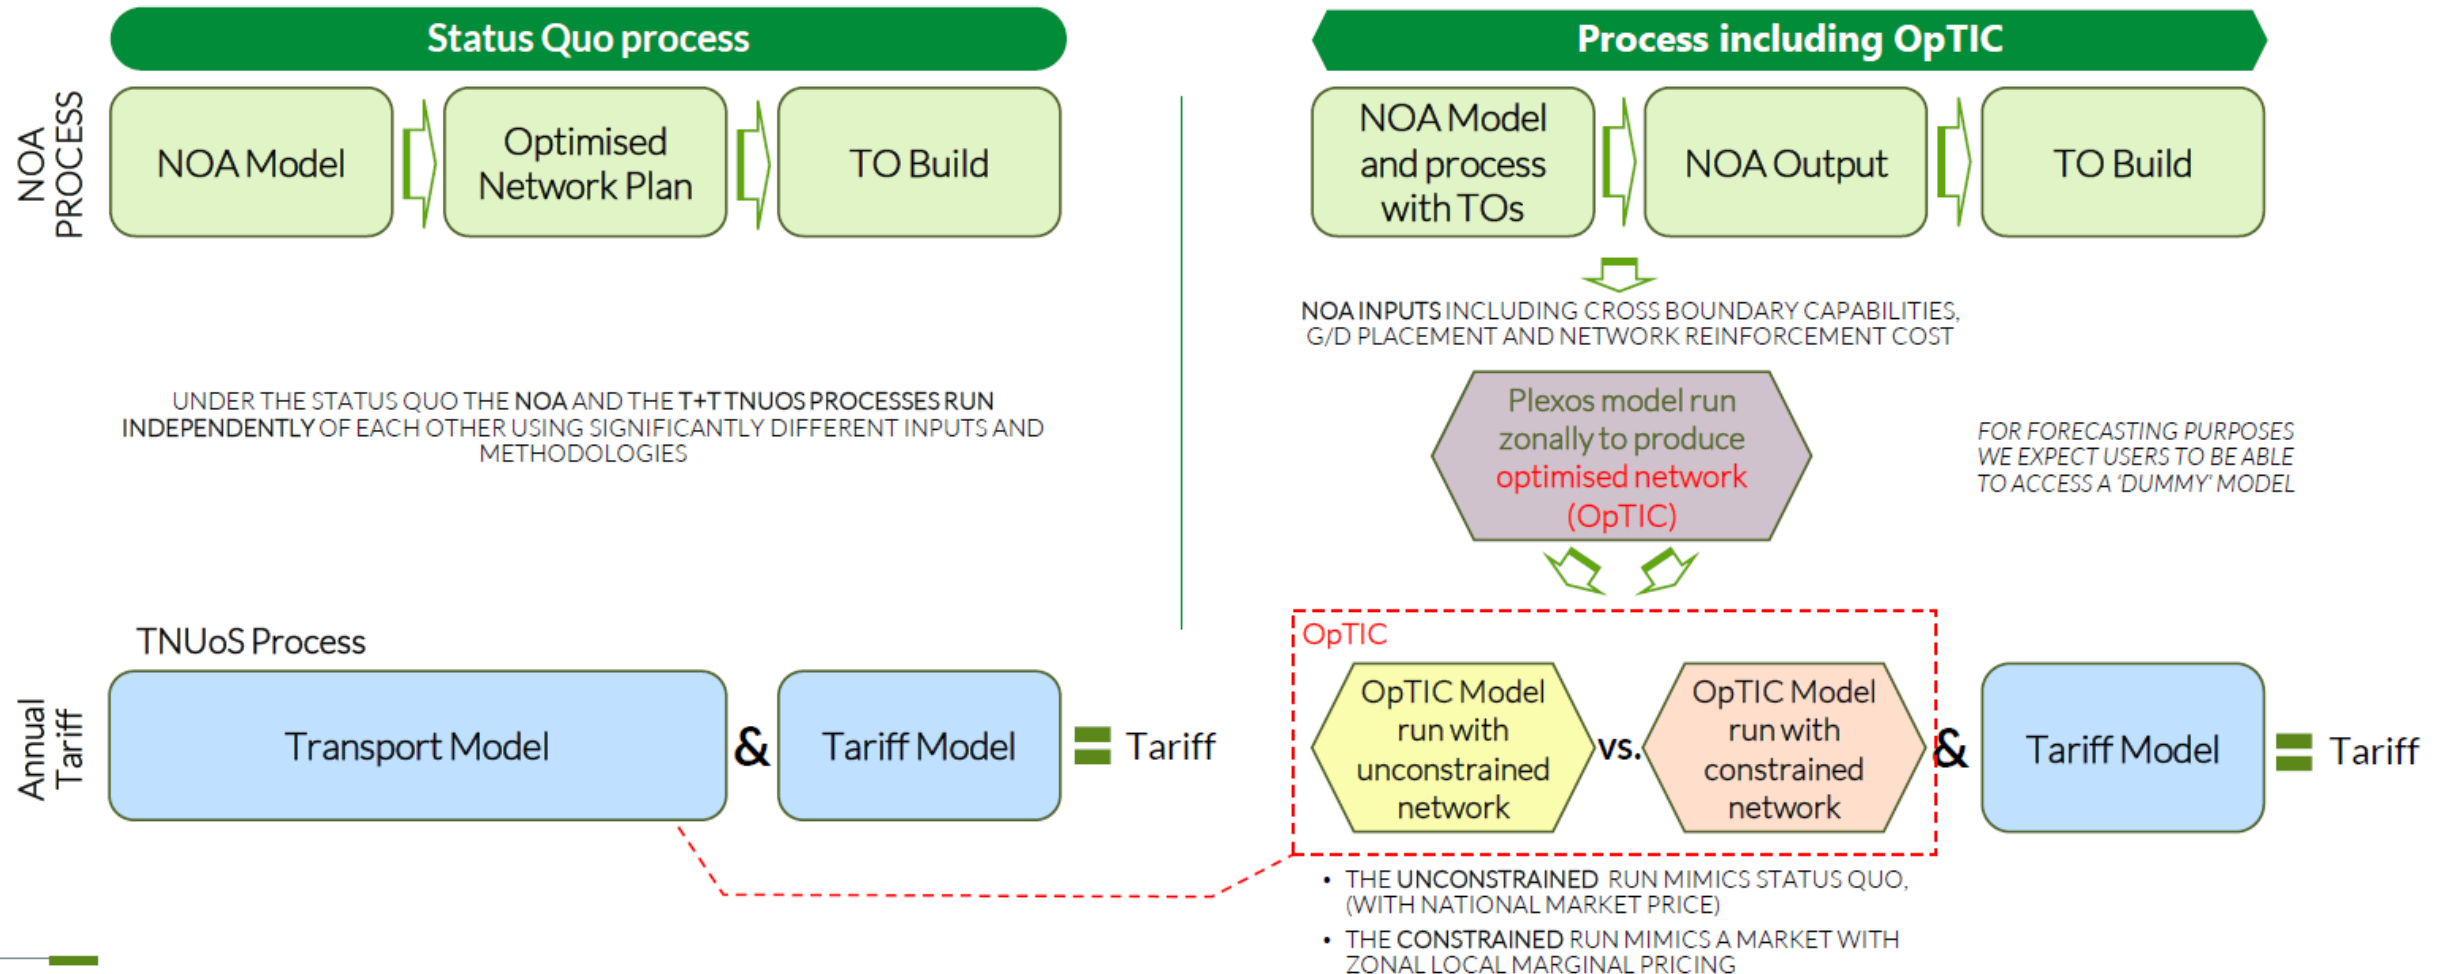 Status Quo process
NOA
PROCESS
NOA Model
Optimised
Network Plan
TO Build
UNDER THE STATUS QUO THE NOA AND THE T+T TNUOS PROCESSES RUN
INDEPENDENTLY OF EACH OTHER USING SIGNIFICANTLY DIFFERENT INPUTS AND
METHODOLOGIES
TNUoS Process
Annual
Tariff
Transport Model
&
Tariff Model
=
Tariff
Process including OpTIC
NOA Model
and process
with TOs
NOA Output
TO Build
NOA INPUTS INCLUDING CROSS BOUNDARY CAPABILITIES,
G/D PLACEMENT AND NETWORK REINFORCEMENT COST
Plexos model run
zonally to produce
optimised network
(OpTIC)
FOR FORECASTING PURPOSES
WE EXPECT USERS TO BE ABLE
TO ACCESS A ‘DUMMY’ MODEL
OpTIC
OpTIC Model
run with
unconstrained
network
vs.
OpTIC Model
run with
constrained
network
&
Tariff Model
=
Tariff
• THE UNCONSTRAINED RUN MIMICS STATUS QUO,
(WITH NATIONAL MARKET PRICE)
• THE CONSTRAINED RUN MIMICS A MARKET WITH
ZONAL LOCAL MARGINAL PRICING